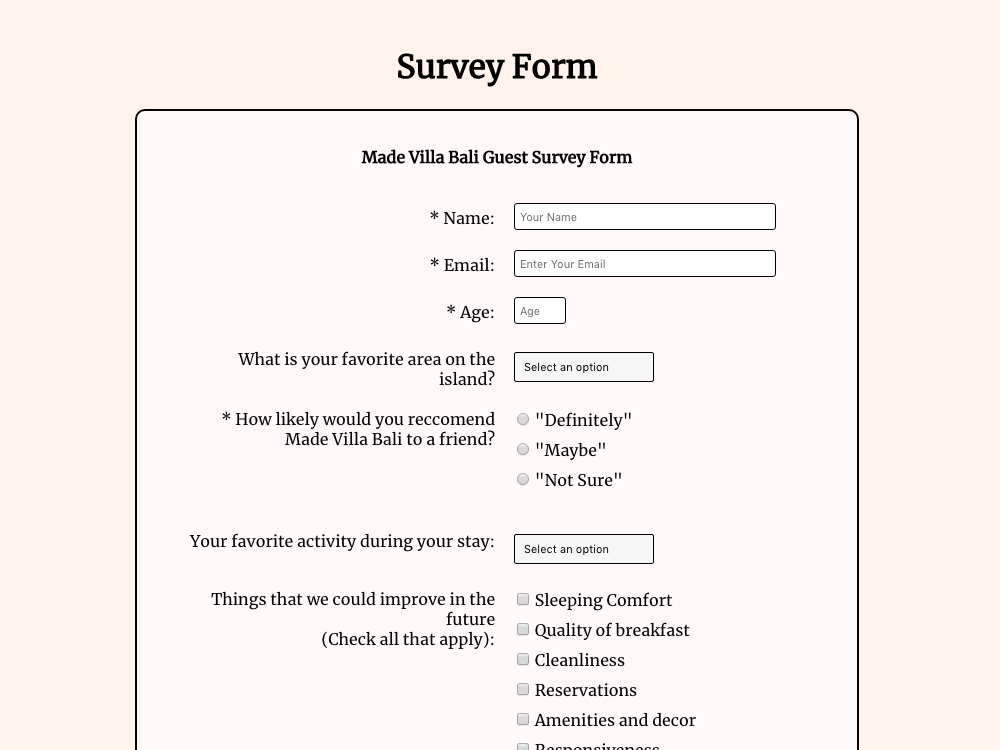 Survey Form
Made Villa Bali Guest Survey Form
* Name:
Your Name
* Email:
Enter Your Email
* Age:
Age
What is your favorite area on the
island?
Select an option
* How likely would you reccomend
Made Villa Bali to a friend?
"Definitely"
"Maybe"
"Not Sure"
Your favorite activity during your stay:
Select an option
Things that we could improve in the
future
(Check all that apply):
Sleeping Comfort
Quality of breakfast
Cleanliness
Reservations
Amenities and decor
Responsiveness